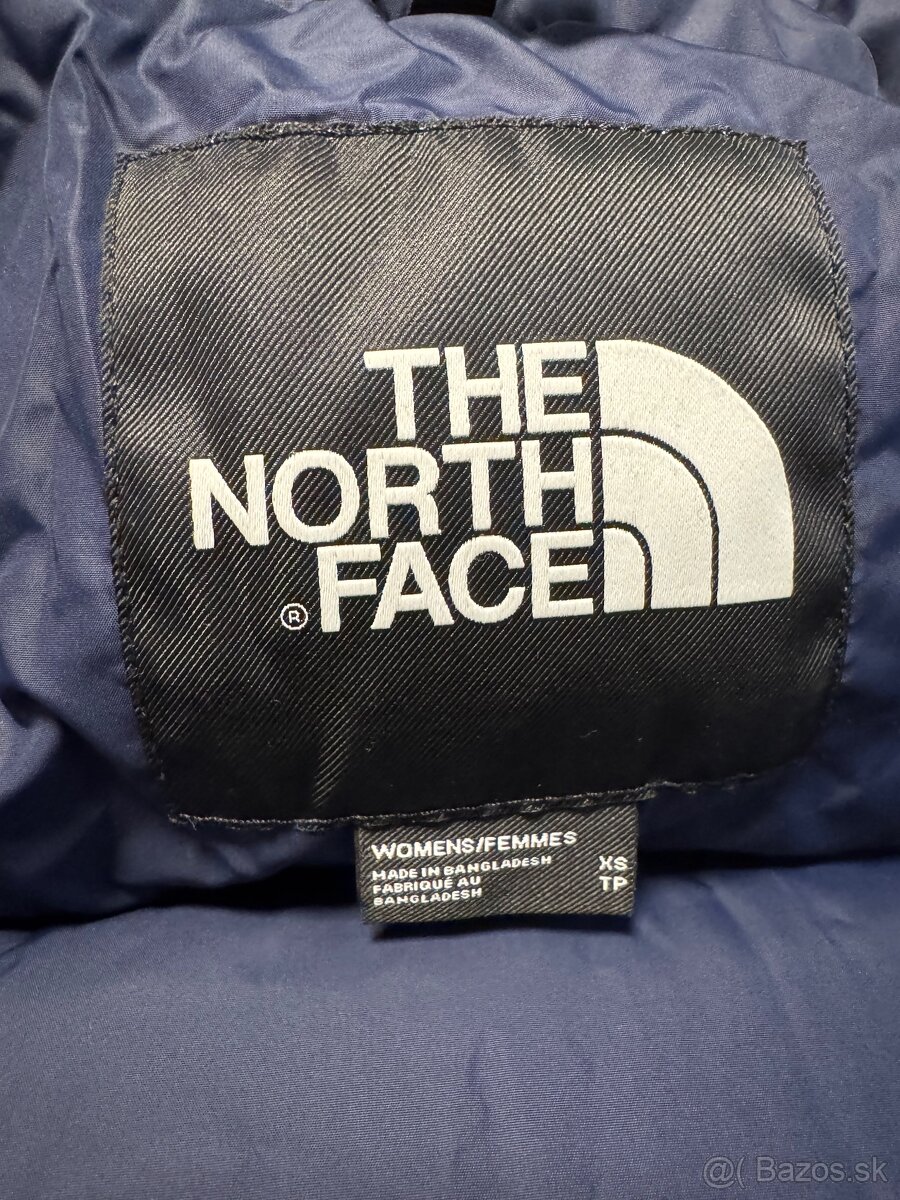 THE
NORTH
FACE
®
WOMENS/FEMMES
MADE IN BANGLADESH
FABRIQUÉ AU
BANGLADESH
XS
TP
@( Bazos.sk